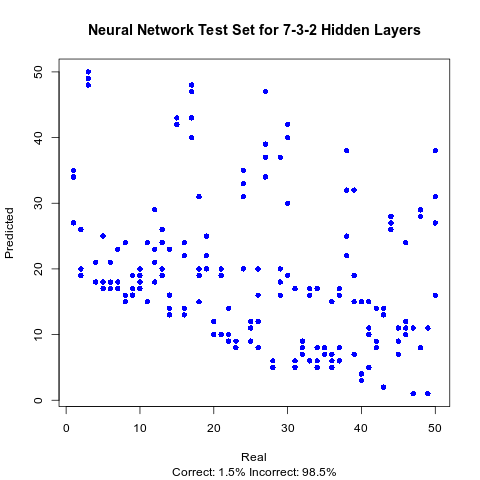 Neural Network Test Set for 7-3-2 Hidden Layers
Predicted
50
40
30
20
10
0
0 10 20 30 40 50
Real
Correct: 1.5% Incorrect: 98.5%